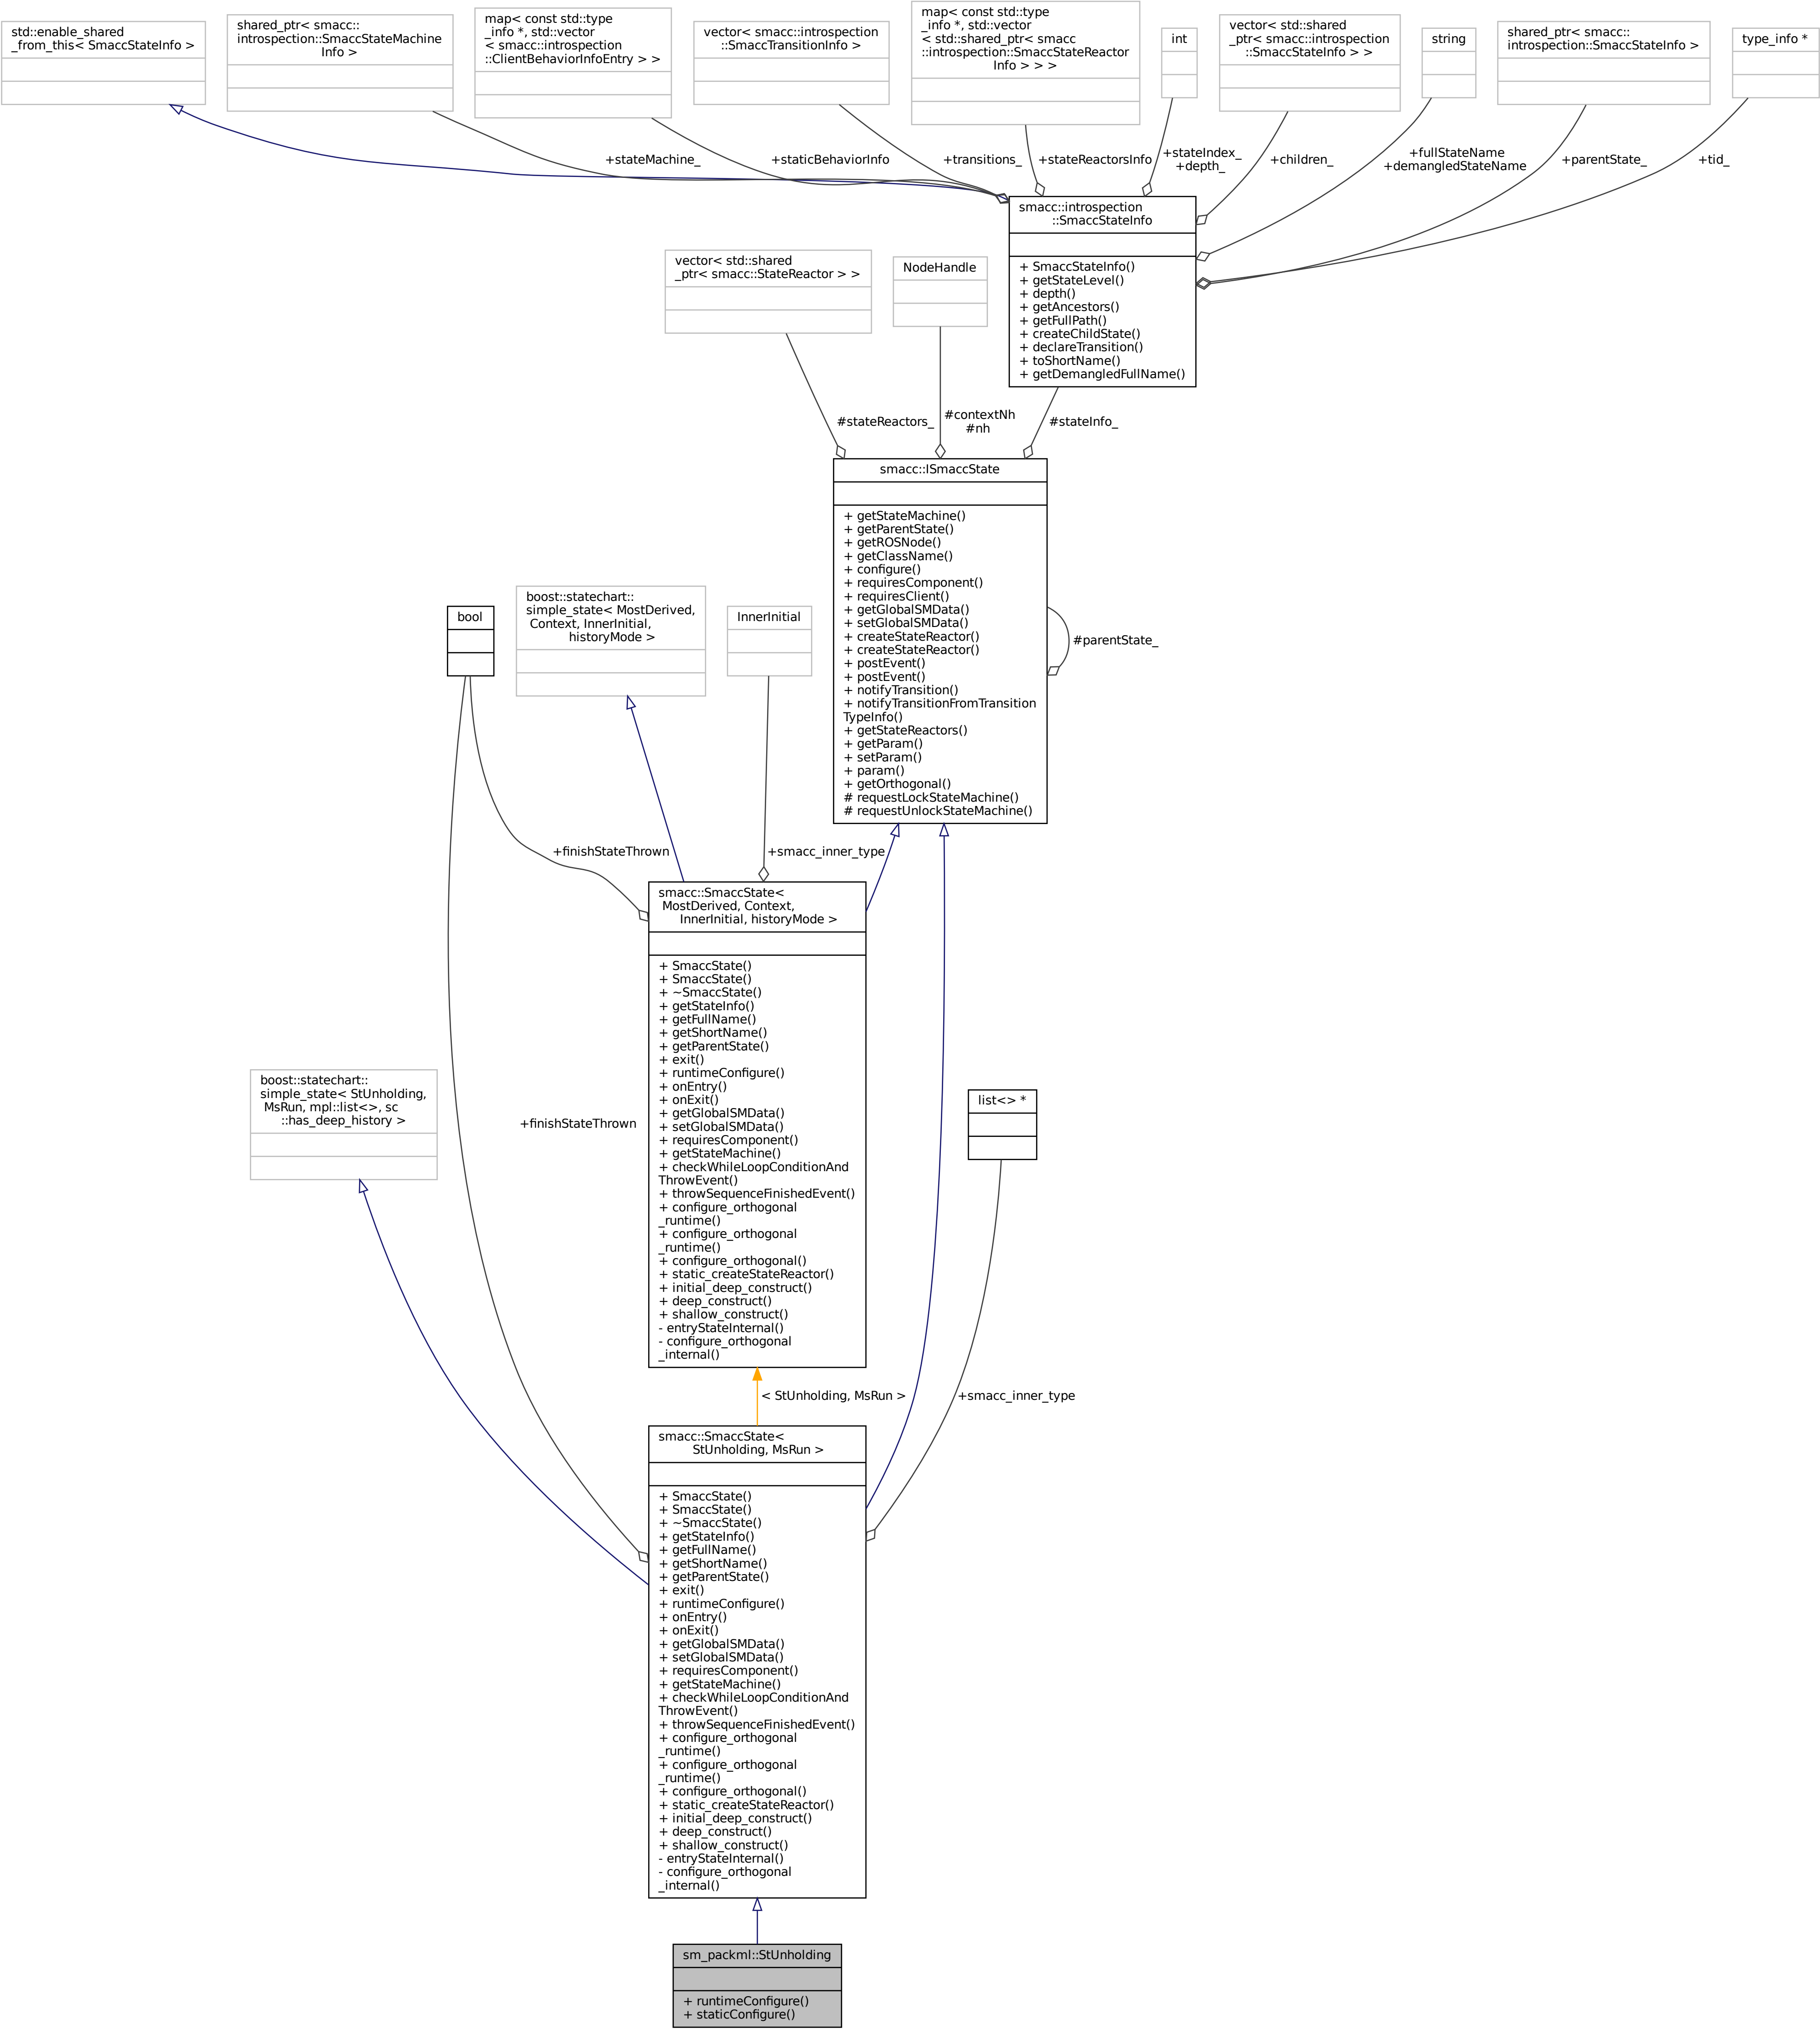 std::enable_shared
_from_this< SmaccStateInfo >
shared_ptr< smacc::
introspection::SmaccStateMachine
Info >
map< const std::type
_info *, std::vector
< smacc::introspection
::ClientBehaviorInfoEntry > >
vector< smacc::introspection
::SmaccTransitionInfo >
map< const std::type
_info *, std::vector
< std::shared_ptr< smacc
::introspection::SmaccStateReactor
Info > > >
int
vector< std::shared
_ptr< smacc::introspection
::SmaccStateInfo > >
string
shared_ptr< smacc::
introspection::SmaccStateInfo >
type_info *
+stateMachine_
+staticBehaviorInfo
+transitions_
+stateReactorsInfo
+stateIndex_
+depth_
+children_
+fullStateName
+demangledStateName
+parentState_
+tid_
smacc::introspection
::SmaccStateInfo
+ SmaccStateInfo()
+ getStateLevel()
+ depth()
+ getAncestors()
+ getFullPath()
+ createChildState()
+ declareTransition()
+ toShortName()
+ getDemangledFullName()
vector< std::shared
_ptr< smacc::StateReactor > >
NodeHandle
#stateReactors_
#contextNh
#nh
#stateInfo_
smacc::ISmaccState
+ getStateMachine()
+ getParentState()
+ getROSNode()
+ getClassName()
+ configure()
+ requiresComponent()
+ requiresClient()
+ getGlobalSMData()
+ setGlobalSMData()
+ createStateReactor()
+ createStateReactor()
+ postEvent()
+ postEvent()
+ notifyTransition()
+ notifyTransitionFromTransition
TypeInfo()
+ getStateReactors()
+ getParam()
+ setParam()
+ param()
+ getOrthogonal()
# requestLockStateMachine()
# requestUnlockStateMachine()
#parentState_
bool
boost::statechart::
simple_state< MostDerived,
Context, InnerInitial,
historyMode >
InnerInitial
+finishStateThrown
+smacc_inner_type
smacc::SmaccState<
MostDerived, Context,
InnerInitial, historyMode >
+ SmaccState()
+ SmaccState()
+ ~SmaccState()
+ getStateInfo()
+ getFullName()
+ getShortName()
+ getParentState()
+ exit()
+ runtimeConfigure()
+ onEntry()
+ onExit()
+ getGlobalSMData()
+ setGlobalSMData()
+ requiresComponent()
+ getStateMachine()
+ checkWhileLoopConditionAnd
ThrowEvent()
+ throwSequenceFinishedEvent()
+ configure_orthogonal
_runtime()
+ configure_orthogonal
_runtime()
+ configure_orthogonal()
+ static_createStateReactor()
+ initial_deep_construct()
+ deep_construct()
+ shallow_construct()
- entryStateInternal()
- configure_orthogonal
_internal()
boost::statechart::
simple_state< StUnholding,
MsRun, mpl::list<>, sc
::has_deep_history >
+finishStateThrown
list<> *
< StUnholding, MsRun >
+smacc_inner_type
smacc::SmaccState<
StUnholding, MsRun >
+ SmaccState()
+ SmaccState()
+ ~SmaccState()
+ getStateInfo()
+ getFullName()
+ getShortName()
+ getParentState()
+ exit()
+ runtimeConfigure()
+ onEntry()
+ onExit()
+ getGlobalSMData()
+ setGlobalSMData()
+ requiresComponent()
+ getStateMachine()
+ checkWhileLoopConditionAnd
ThrowEvent()
+ throwSequenceFinishedEvent()
+ configure_orthogonal
_runtime()
+ configure_orthogonal
_runtime()
+ configure_orthogonal()
+ static_createStateReactor()
+ initial_deep_construct()
+ deep_construct()
+ shallow_construct()
- entryStateInternal()
- configure_orthogonal
_internal()
sm_packml::StUnholding
+ runtimeConfigure()
+ staticConfigure()